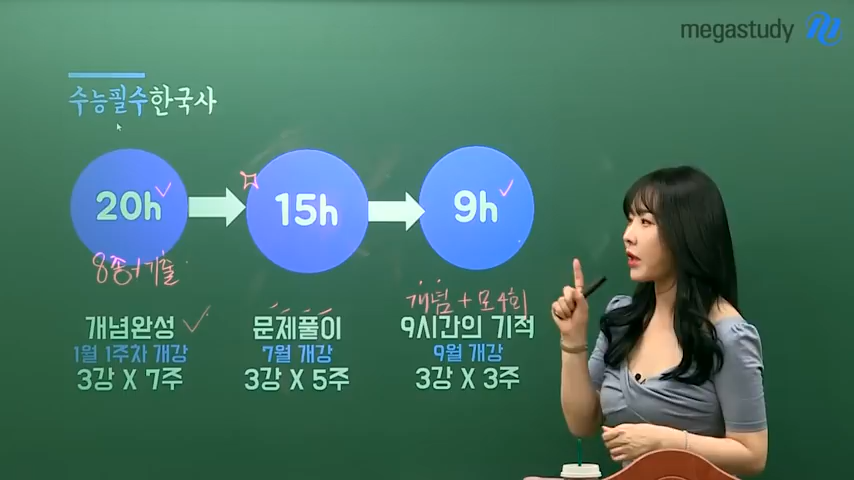 megastudy
수능필수한국사
20h
15h
9h
8종+기출
개념+모4회
개념완성
문제풀이
9시간의 기적
1월 1주차 개강
7월 개강
9월 개강
3강 X 7주
3강 X 5주
3강 X 3주